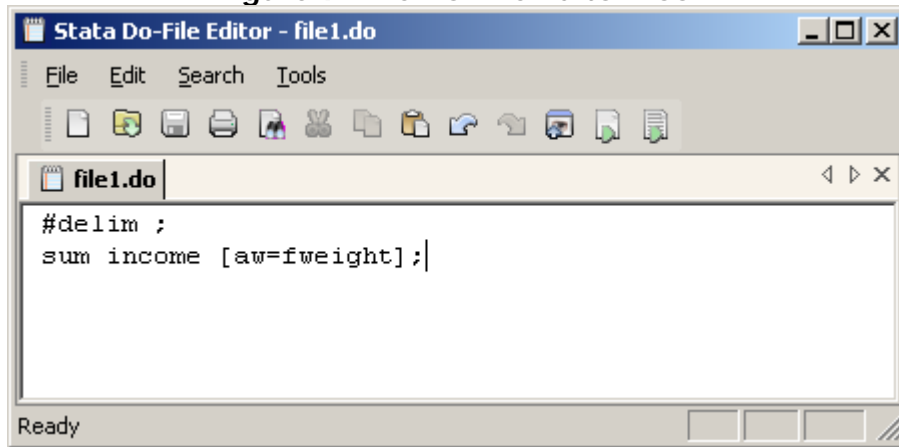 Stata Do-File Editor - file1.do
File Edit Search Tools
file1.do
#delim ;
sum income [aw=fweight];
Ready